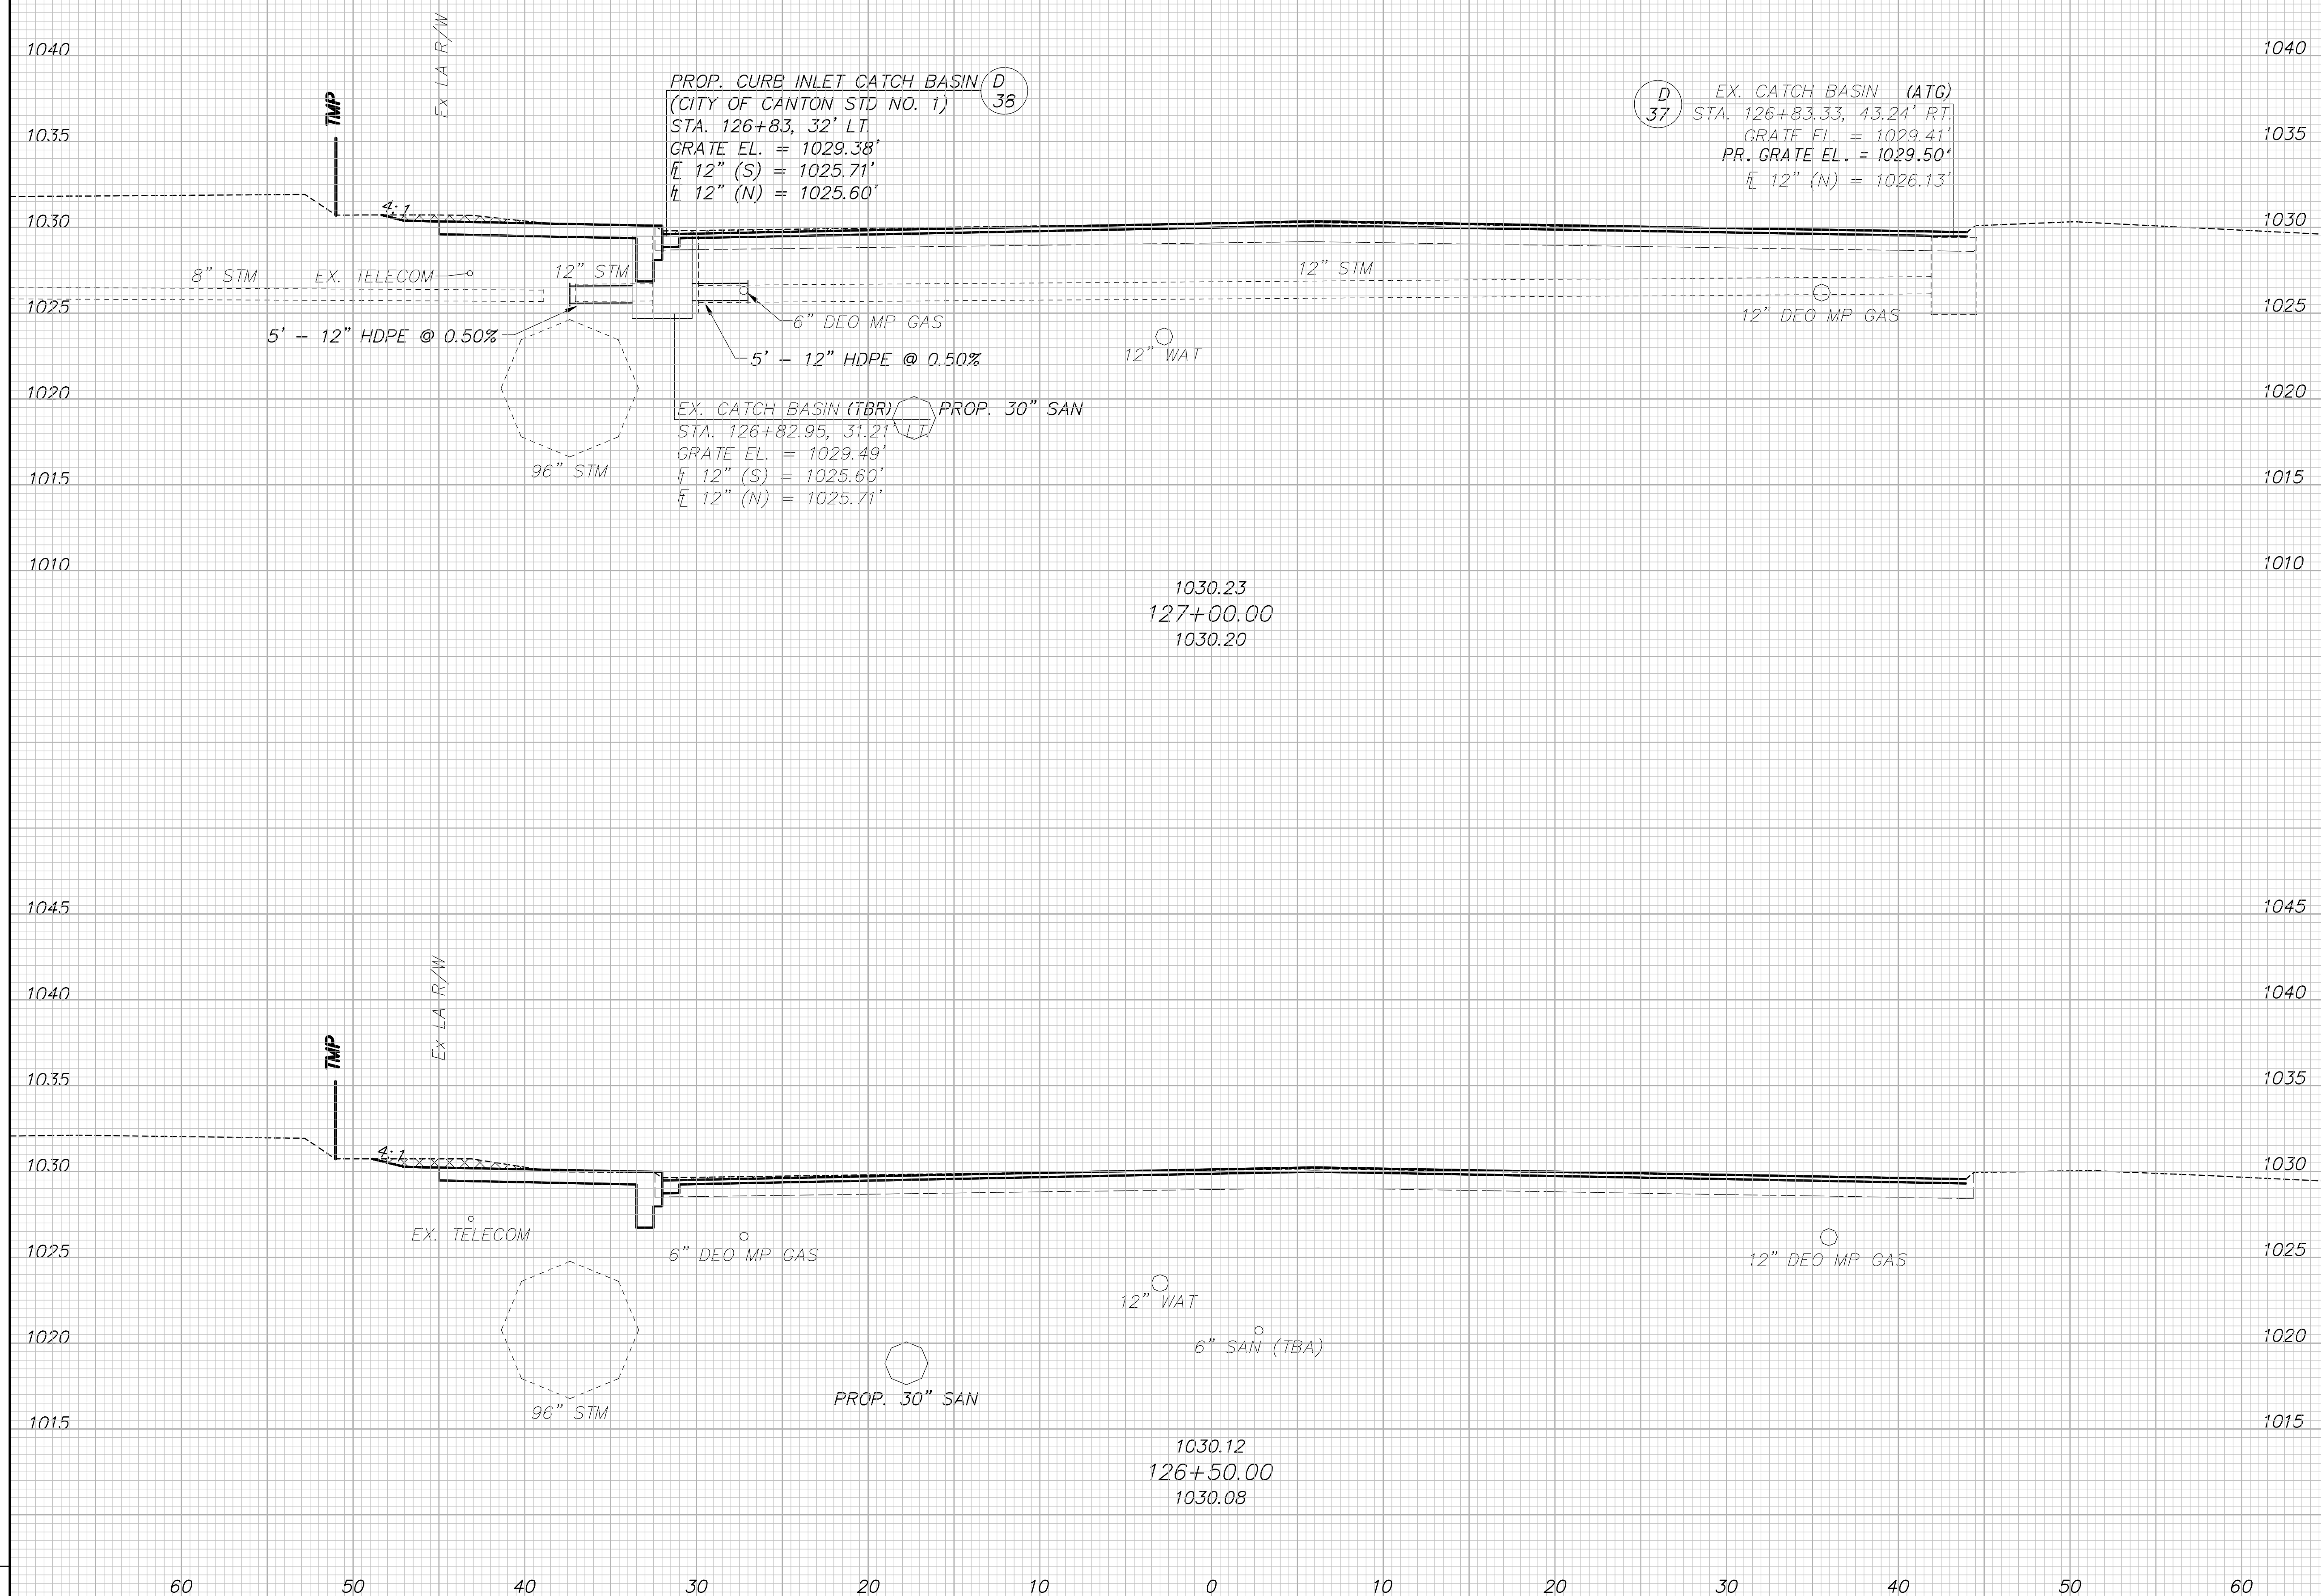 1040
1040
1035
1035
1030
1030
1025
1025
1020
1020
1015
1015
1010
1010
TMP
Ex LA R/W
4:1
PROP. CURB INLET CATCH BASIN
(CITY OF CANTON STD NO. 1)
STA. 126+83, 32' LT.
GRATE EL. = 1029.38'
FL 12" (S) = 1025.71'
FL 12" (N) = 1025.60'
D
38
D
37
EX. CATCH BASIN (ATG)
STA. 126+83.33, 43.24' RT.
GRATE EL. = 1029.41'
PR. GRATE EL. = 1029.50'
FL 12" (N) = 1026.13'
8" STM
EX. TELECOM
12" STM
12" STM
5' - 12" HDPE @ 0.50%
6" DEO MP GAS
5' - 12" HDPE @ 0.50%
12" WAT
12" DEO MP GAS
96" STM
EX. CATCH BASIN (TBR)
STA. 126+82.95, 31.21' LT.
GRATE EL. = 1029.49'
FL 12" (S) = 1025.60'
FL 12" (N) = 1025.71'
PROP. 30" SAN
1030.23
127+00.00
1030.20
1045
1045
1040
1040
1035
1035
1030
1030
1025
1025
1020
1020
1015
1015
TMP
Ex LA R/W
4:1
EX. TELECOM
6" DEO MP GAS
12" DEO MP GAS
12" WAT
6" SAN (TBA)
96" STM
PROP. 30" SAN
1030.12
126+50.00
1030.08
60 50 40 30 20 10 0 10 20 30 40 50 60